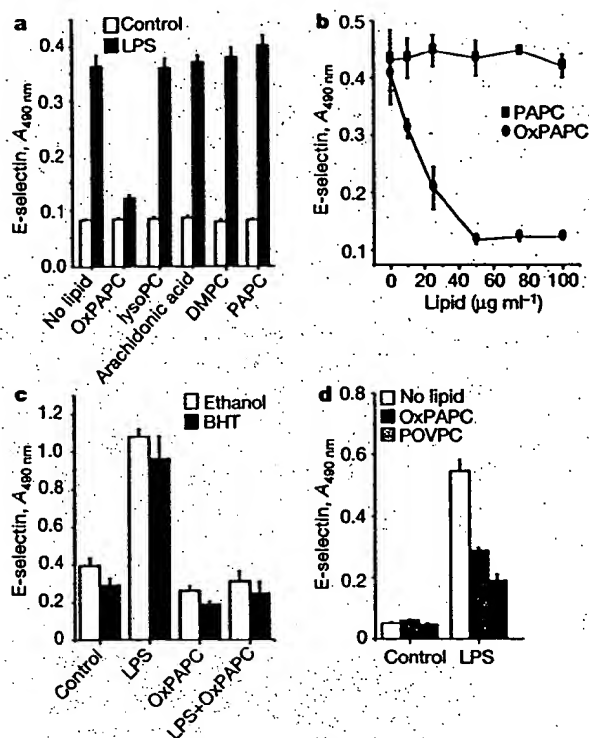 a
Control
LPS
E-selectin, A490 nm
0.4
0.3
0.2
0.1
0.0
No lipid
OxPAPC
lysoPC
Arachidonic acid
DMPC
PAPC
b
E-selectin, A490 nm
0.5
0.4
0.3
0.2
0.1
PAPC
OxPAPC
0 20 40 60 80 100
Lipid (µg ml⁻¹)
c
Ethanol
BHT
E-selectin, A490 nm
1.2
1.0
0.8
0.6
0.4
0.2
0
Control
LPS
OxPAPC
LPS+OxPAPC
d
No lipid
OxPAPC
POVPC
E-selectin, A490 nm
0.8
0.6
0.4
0.2
0
Control LPS